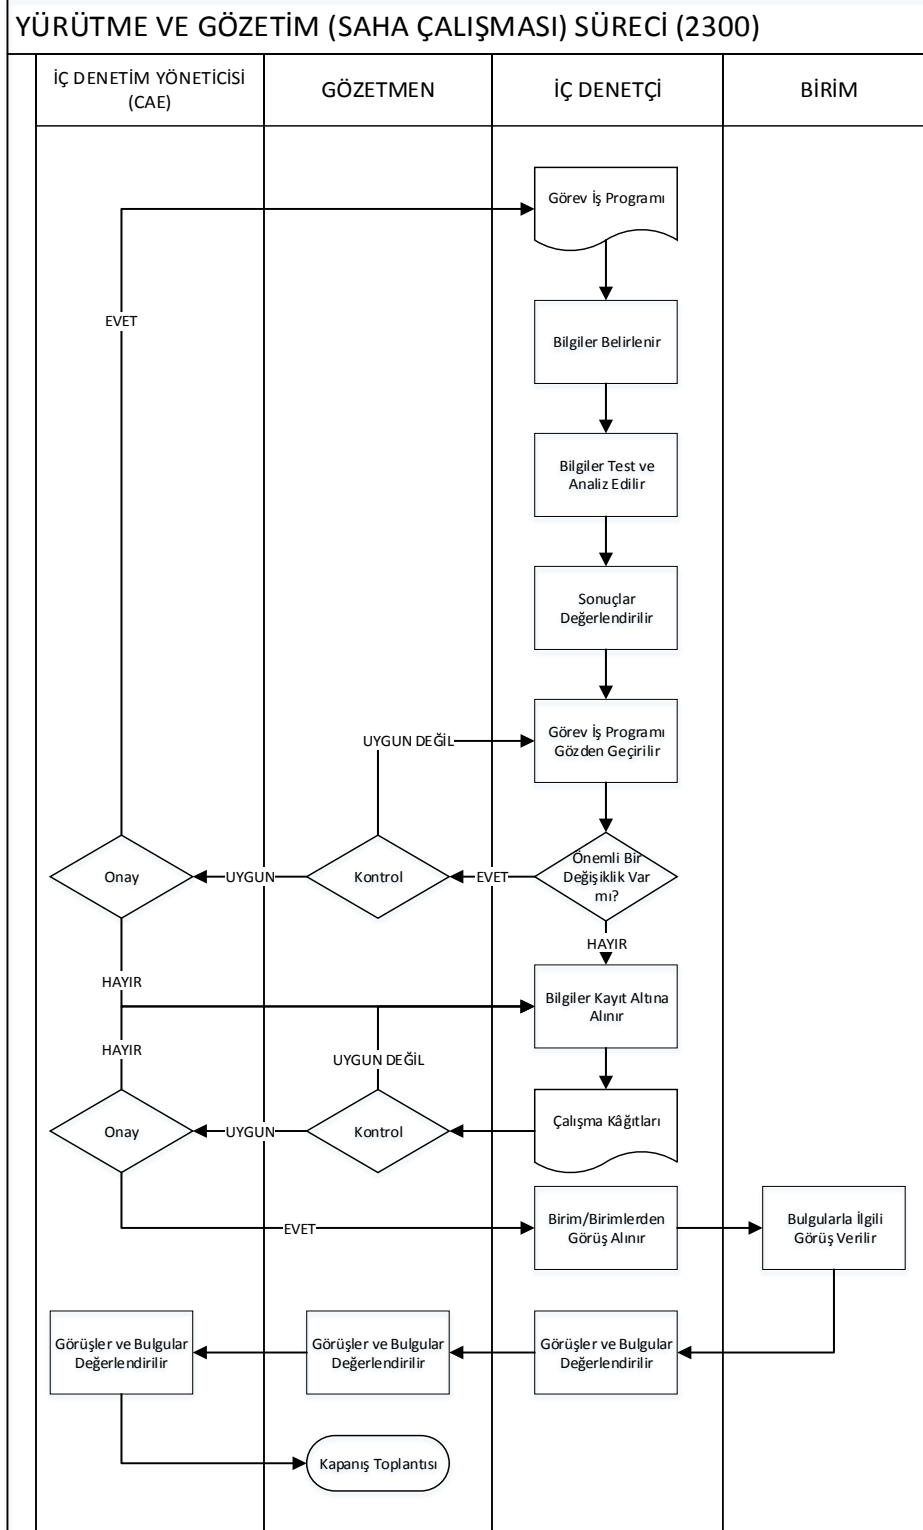 YÜRÜTME VE GÖZETİM (SAHA ÇALIŞMASI) SÜRECİ (2300)
İÇ DENETİM YÖNETİCİSİ
(CAE)
GÖZETMEN
İÇ DENETÇİ
BİRİM
Görev İş Programı
EVET
Bilgiler Belirlenir
Bilgiler Test ve
Analiz Edilir
Sonuçlar
Değerlendirilir
UYGUN DEĞİL
Görev İş Programı
Gözden Geçirilir
Onay
UYGUN
Kontrol
EVET
Önemli Bir
Değişiklik Var
mı?
HAYIR
HAYIR
Bilgiler Kayıt Altına
Alınır
HAYIR
UYGUN DEĞİL
Onay
UYGUN
Kontrol
Çalışma Kâğıtları
EVET
Birim/Birimlerden
Görüş Alınır
Bulgularla İlgili
Görüş Verilir
Görüşler ve Bulgular
Değerlendirilir
Görüşler ve Bulgular
Değerlendirilir
Görüşler ve Bulgular
Değerlendirilir
Kapanış Toplantısı